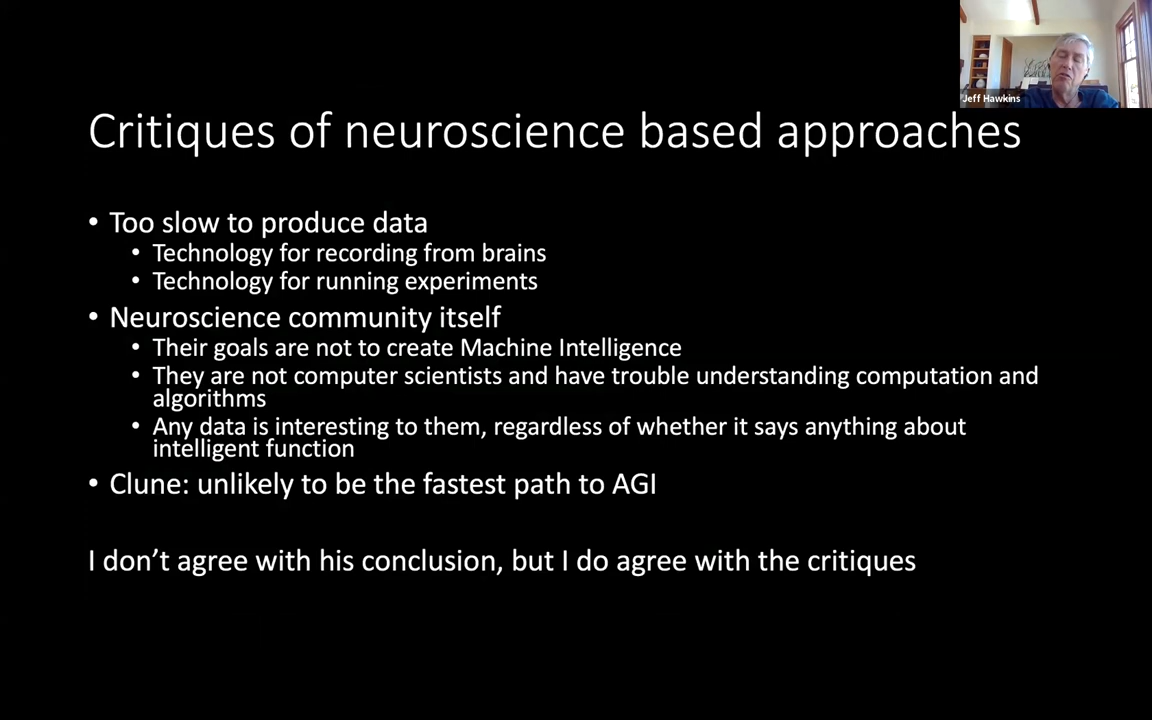 Jeff Hawkins
Critiques of neuroscience based approaches
• Too slow to produce data
• Technology for recording from brains
• Technology for running experiments
• Neuroscience community itself
• Their goals are not to create Machine Intelligence
• They are not computer scientists and have trouble understanding computation and
algorithms
• Any data is interesting to them, regardless of whether it says anything about
intelligent function
• Clune: unlikely to be the fastest path to AGI
I don’t agree with his conclusion, but I do agree with the critiques